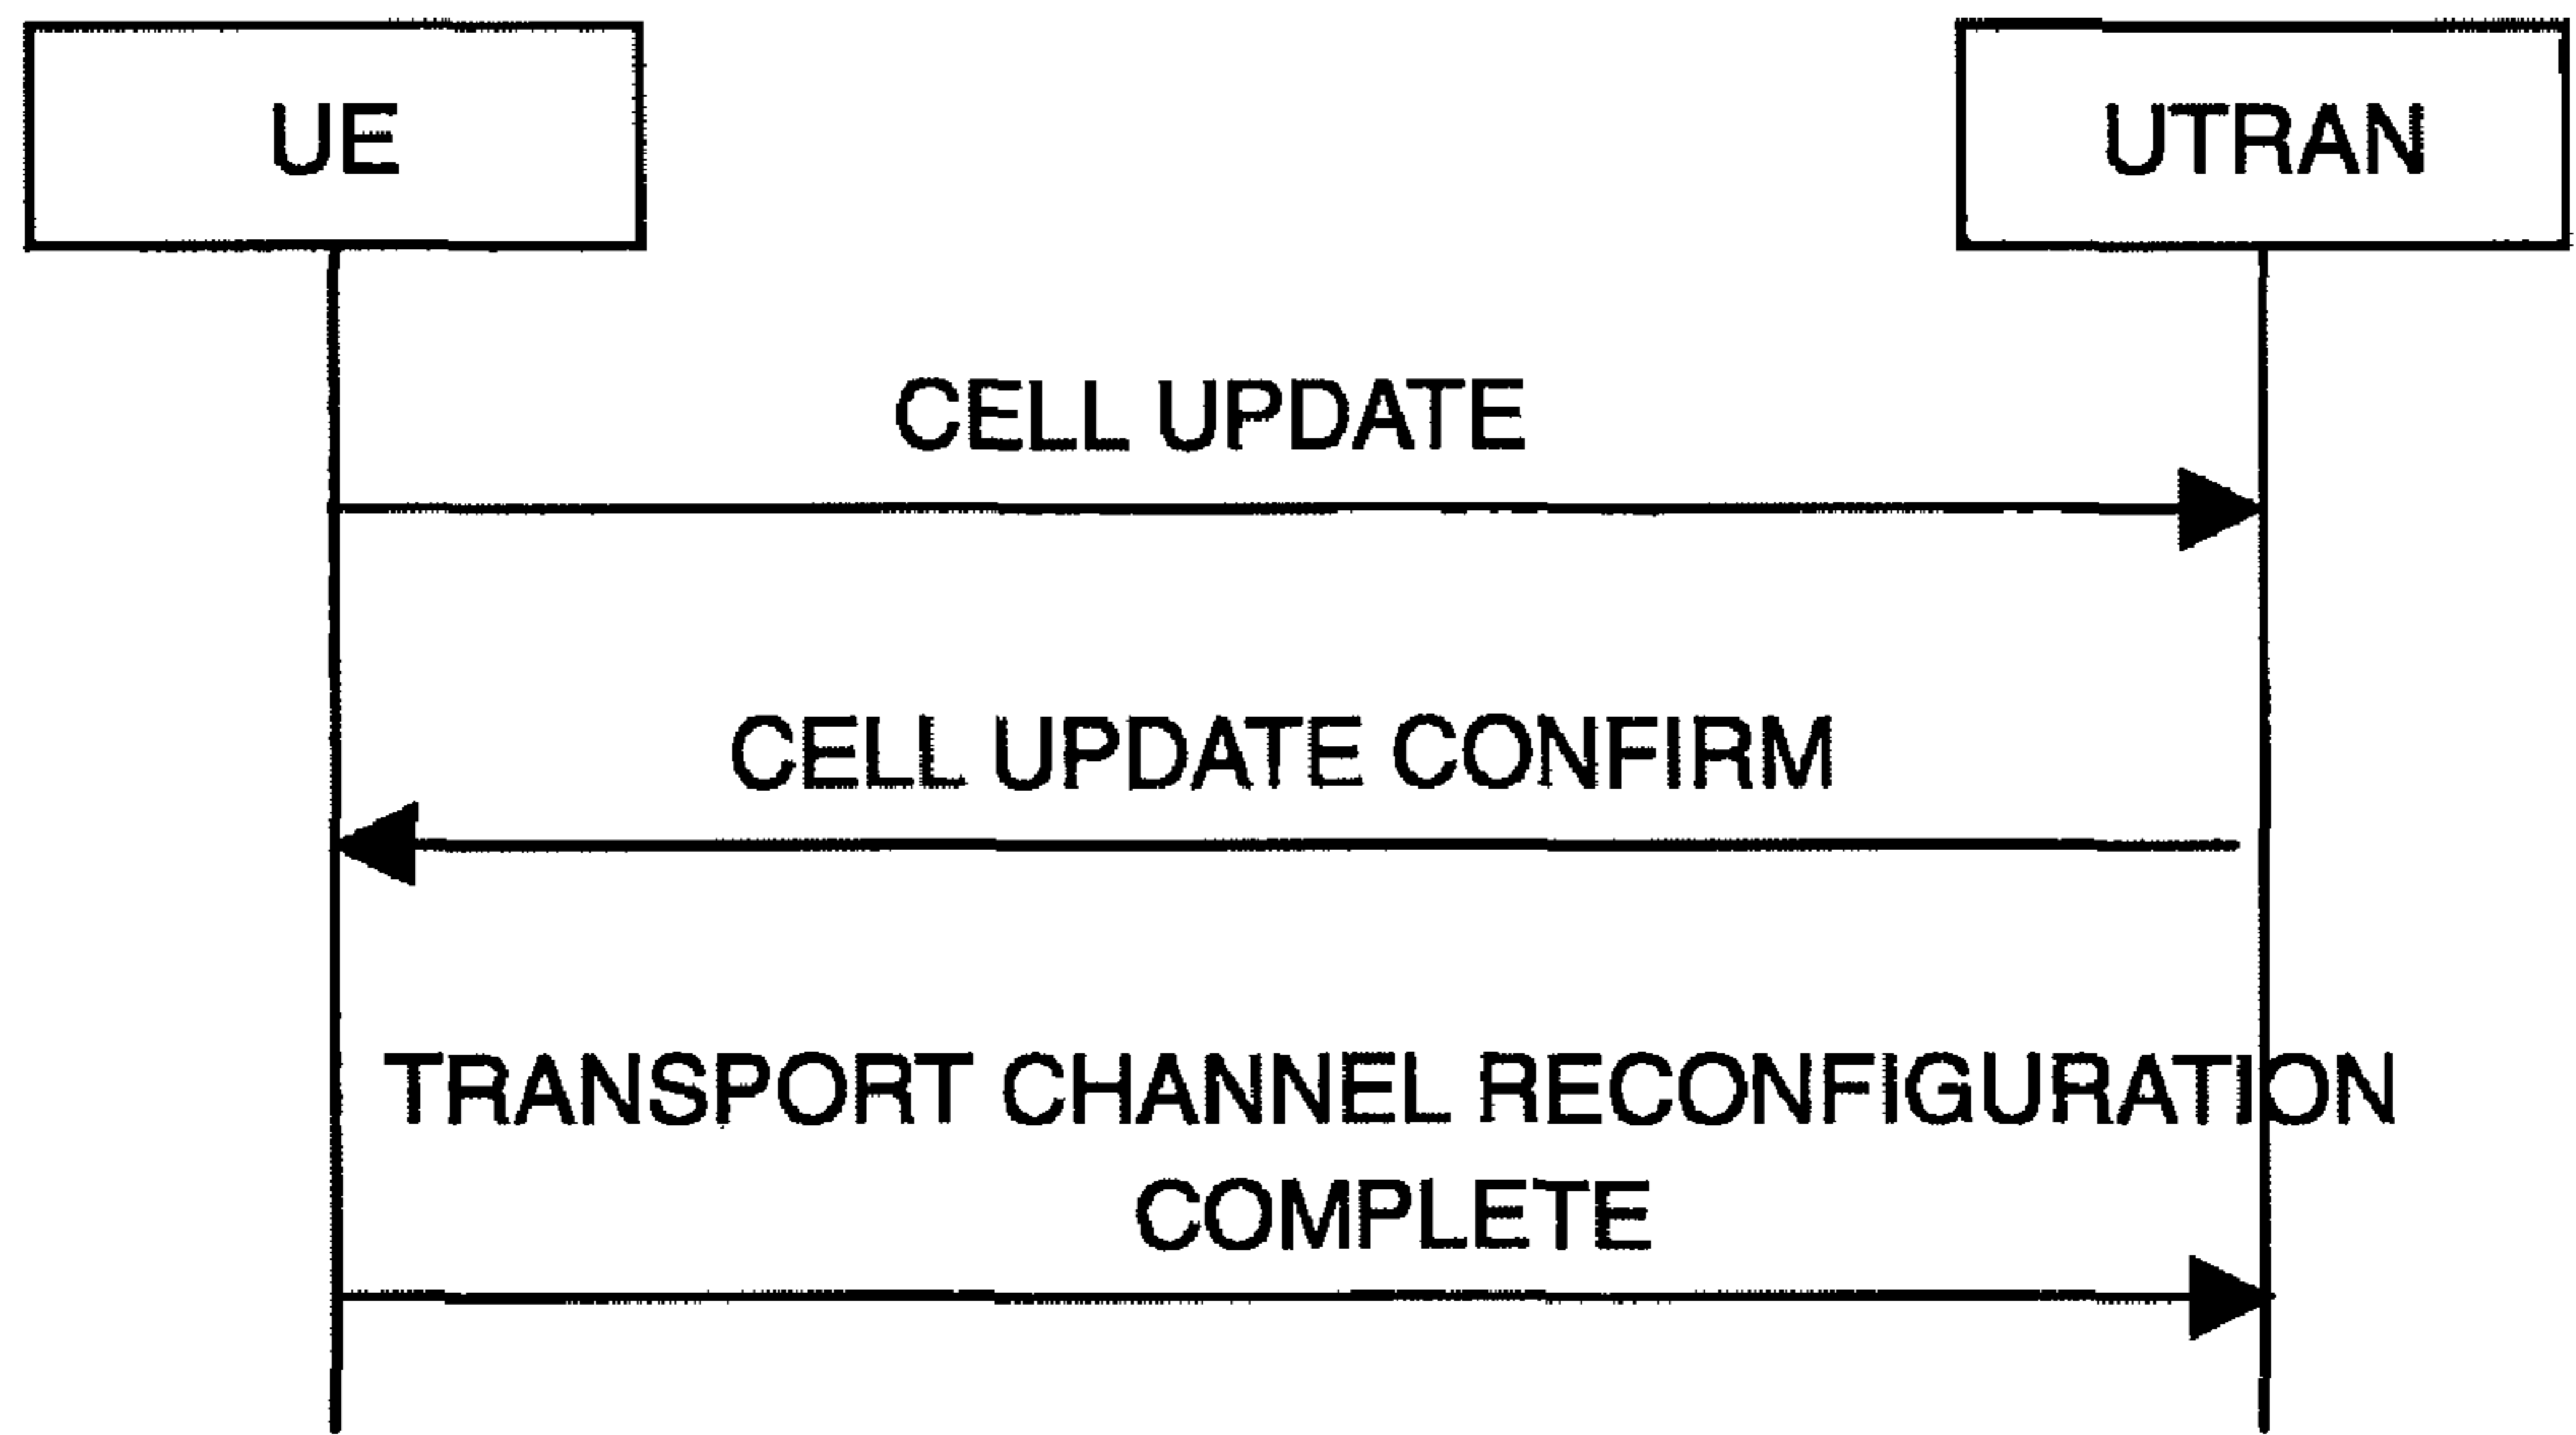 UE
UTRAN
CELL UPDATE
CELL UPDATE CONFIRM
TRANSPORT CHANNEL RECONFIGURATION
COMPLETE